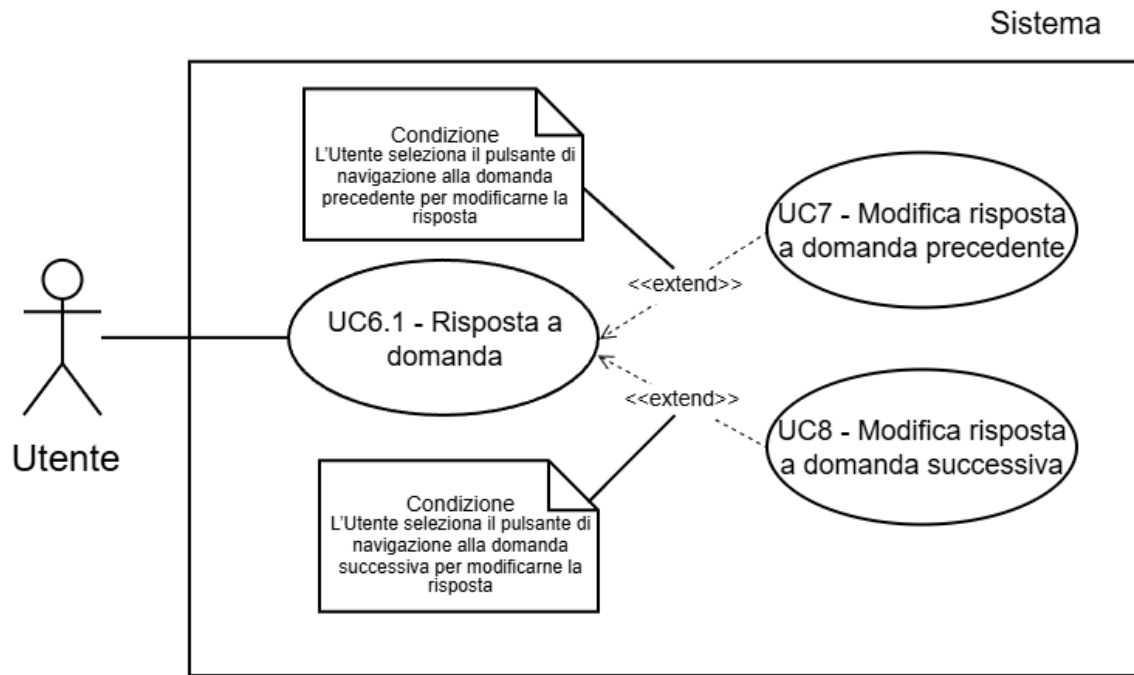 Sistema
Condizione
L'Utente seleziona il pulsante di
navigazione alla domanda
precedente per modificarne la
risposta
UC7 - Modifica risposta
a domanda precedente
<<extend>>
UC6.1 - Risposta a
domanda
Utente
<<extend>>
UC8 - Modifica risposta
a domanda successiva
Condizione
L'Utente seleziona il pulsante di
navigazione alla domanda
successiva per modificarne la
risposta